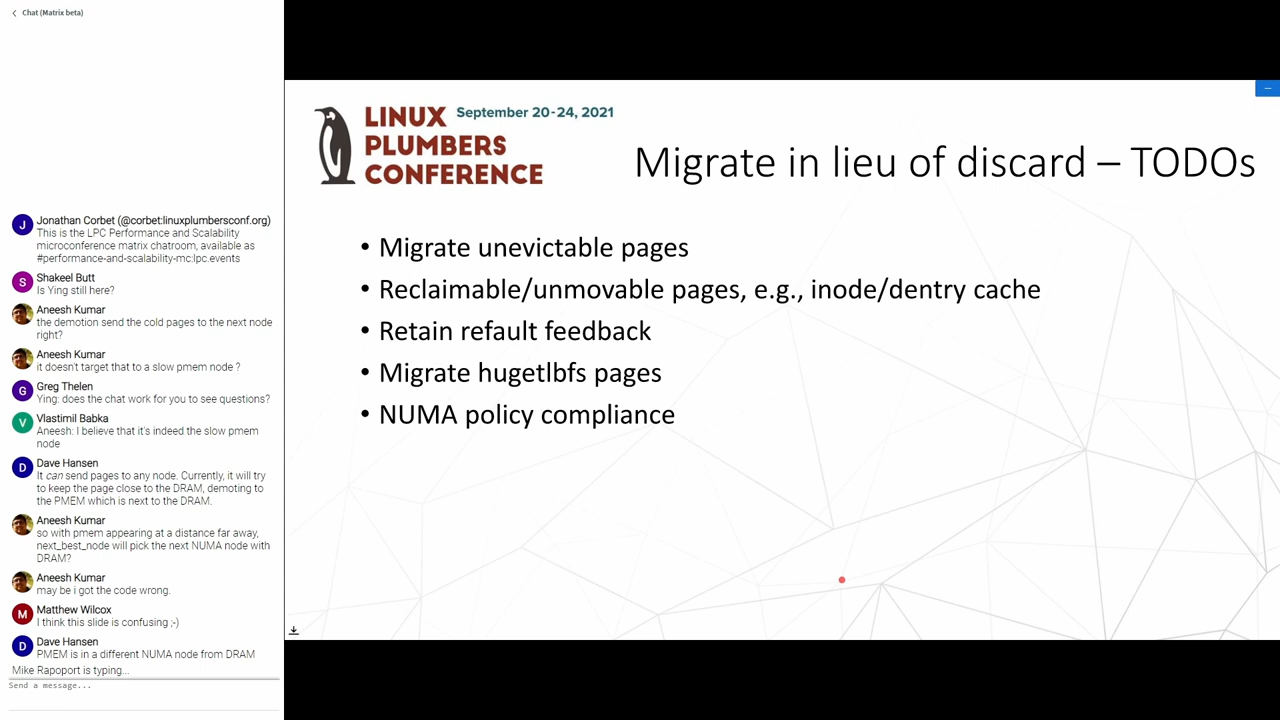 Chat (Matrix beta)
Jonathan Corbet (@corbet:linuxplumbersconf.org)
This is the LPC Performance and Scalability
microconference matrix chatroom, available as
#performance-and-scalability-mc:lpc.events
Shakeel Butt
Is Ying still here?
Aneesh Kumar
the demotion send the cold pages to the next node
right?
Aneesh Kumar
it doesn't target that to a slow pmem node ?
Greg Thelen
Ying: does the chat work for you to see questions?
Vlastimil Babka
Aneesh: I believe that it's indeed the slow pmem
node
Dave Hansen
It can send pages to any node. Currently, it will try
to keep the page close to the DRAM, demoting to
the PMEM which is next to the DRAM.
Aneesh Kumar
so with pmem appearing at a distance far away,
next_best_node will pick the next NUMA node with
DRAM?
Aneesh Kumar
may be i got the code wrong.
Matthew Wilcox
I think this slide is confusing ;-)
Dave Hansen
PMEM is in a different NUMA node from DRAM
Mike Rapoport is typing...
Send a message...
LINUX
PLUMBERS
CONFERENCE
September 20-24, 2021
Migrate in lieu of discard – TODOs
• Migrate unevictable pages
• Reclaimable/unmovable pages, e.g., inode/dentry cache
• Retain refault feedback
• Migrate hugetlbfs pages
• NUMA policy compliance
J
S
G
V
D
M
D